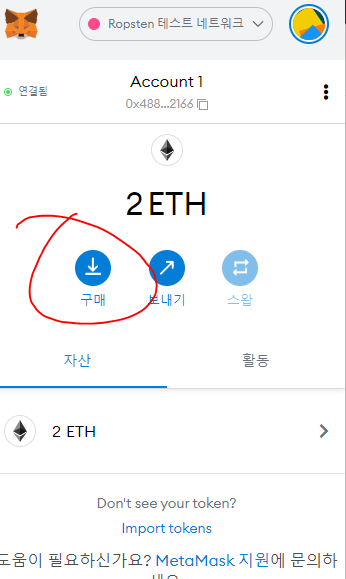 Ropsten 테스트 네트워크
연결됨
Account 1
0x488...2166
2 ETH
구매
보내기
스왑
자산
활동
2 ETH
Don't see your token?
Import tokens
도움이 필요하신가요? MetaMask 지원에 문의하
세요